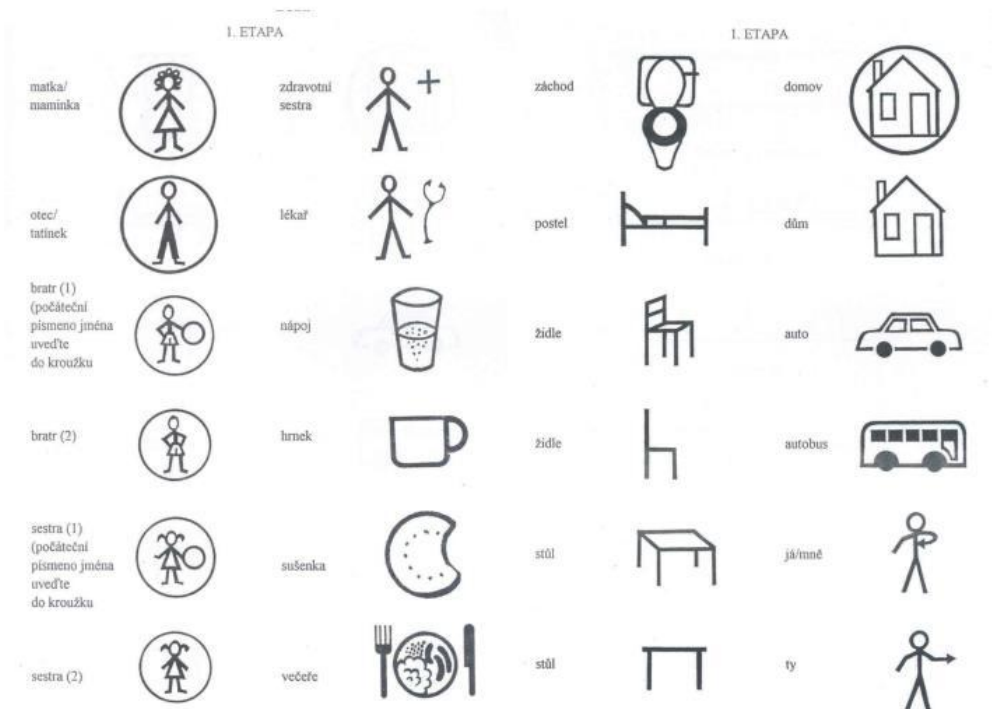 1. ETAPA
matka/
maminka
zdravotní
sestra
otec/
tatínek
lékař
bratr (1)
(počáteční
písmeno jména
uveďte
do kroužku
nápoj
bratr (2)
hrnek
sestra (1)
(počáteční
písmeno jména
uveďte
do kroužku
sušenka
sestra (2)
večeře
1. ETAPA
záchod
domov
postel
dům
židle
auto
židle
autobus
stůl
já/mně
stůl
ty